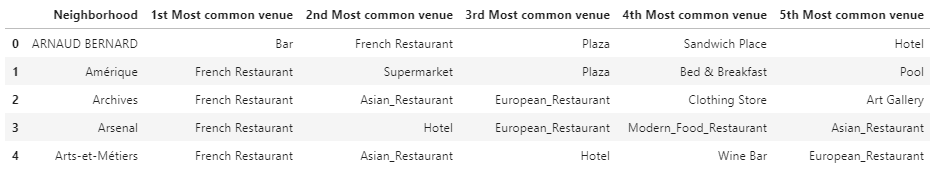 Neighborhood 1st Most common venue 2nd Most common venue 3rd Most common venue 4th Most common venue 5th Most common venue
0 ARNAUD BERNARD Bar French Restaurant Plaza Sandwich Place Hotel
1 Amérique French Restaurant Supermarket Plaza Bed & Breakfast Pool
2 Archives French Restaurant Asian_Restaurant European_Restaurant Clothing Store Art Gallery
3 Arsenal French Restaurant Hotel European_Restaurant Modern_Food_Restaurant Asian_Restaurant
4 Arts-et-Métiers French Restaurant Asian_Restaurant Hotel Wine Bar European_Restaurant